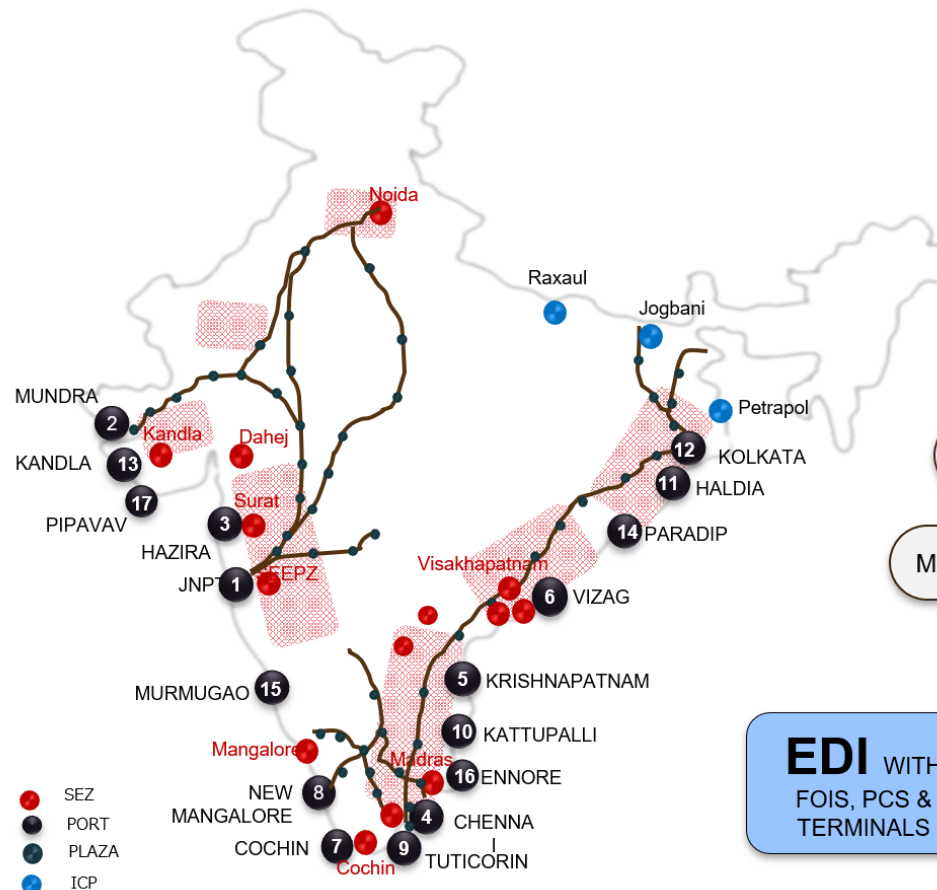 Noida
Raxaul
Jogbani
MUNDRA
2
Petrapol
Kandla
Dahej
KANDLA
13
12
KOLKATA
17
11
HALDIA
PIPAVAV
Surat
3
14
PARADIP
HAZIRA
Visakhapatnam
M
JNPT
1
EEPZ
6
VIZAG
5
KRISHNAPATNAM
MURMUGAO
15
10
KATTUPALLI
Mangalore
Madras
16
ENNORE
EDI WITH
FOIS, PCS &
TERMINALS
NEW
MANGALORE
8
4
CHENNA
I
COCHIN
7
Cochin
9
TUTICORIN
SEZ
PORT
PLAZA
ICP